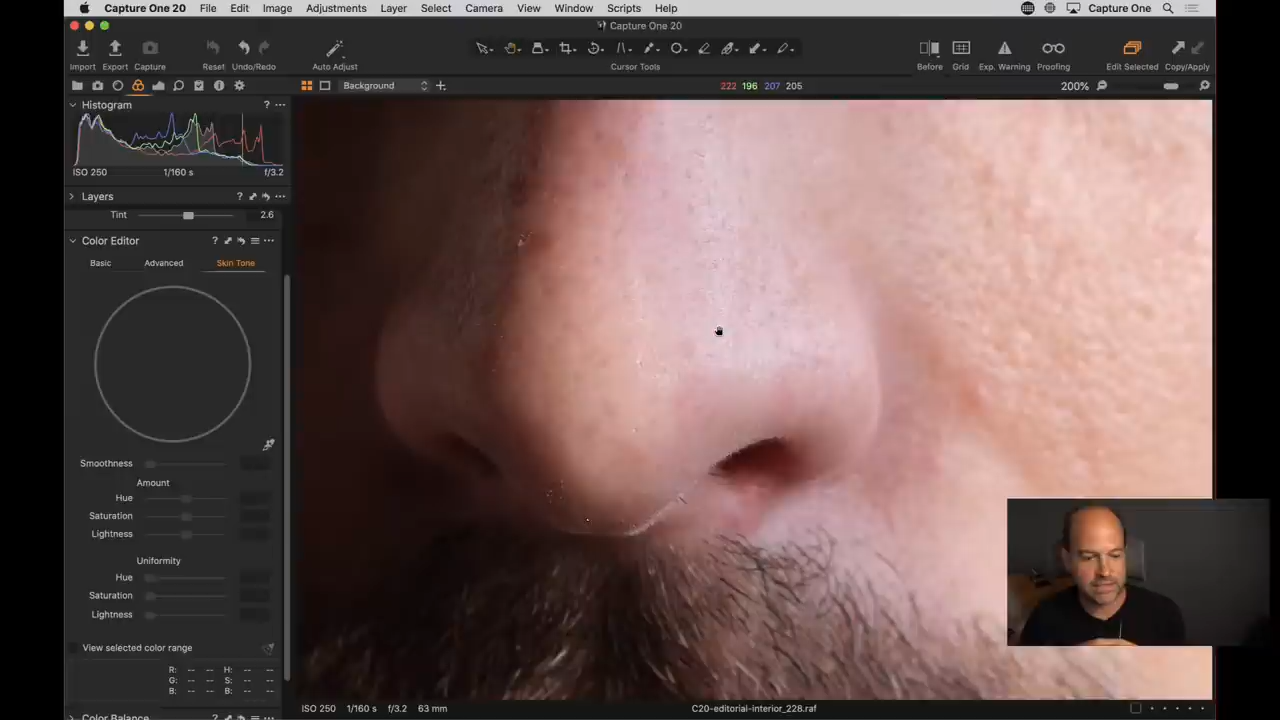 Capture One 20 File Edit Image Adjustments Layer Select Camera View Window Scripts Help Capture One
Capture One 20
Import Export Capture Reset Undo/Redo Auto Adjust Cursor Tools Before Grid Exp. Warning Proofing Edit Selected Copy/Apply
Background 222 196 207 205 200%
Histogram ? ...
ISO 250 1/160 s f/3.2
Layers ? ...
Tint 2.6
Color Editor ? ...
Basic Advanced Skin Tone
Smoothness
Amount
Hue
Saturation
Lightness
Uniformity
Hue
Saturation
Lightness
View selected color range
R: -- -- H: -- --
G: -- -- S: -- --
B: -- -- B: -- --
Color Balance ? ...
ISO 250 1/160 s f/3.2 63 mm C20-editorial-interior_228.raf